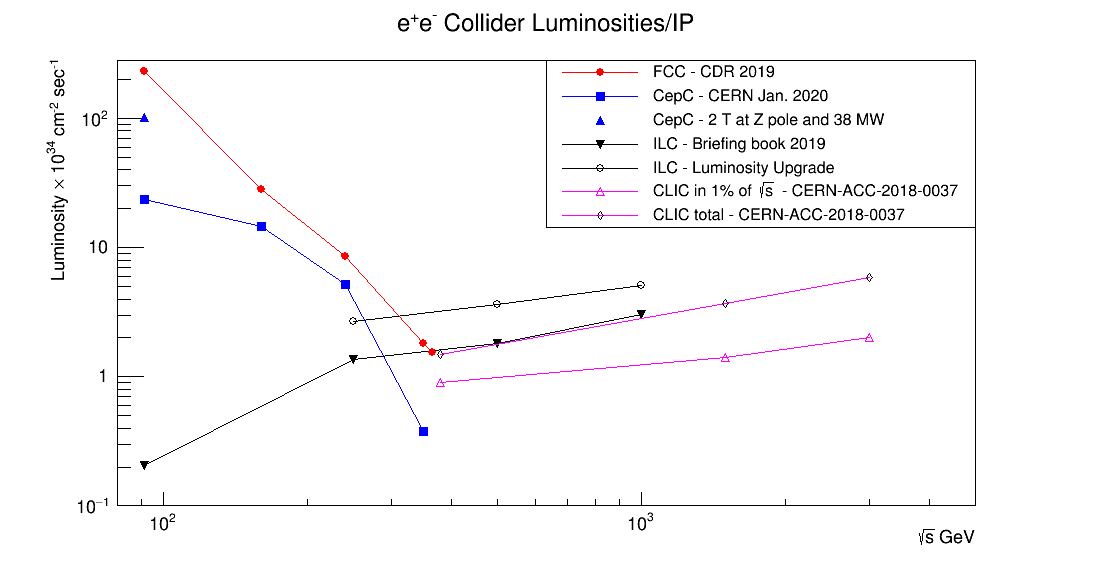 e⁺e⁻ Collider Luminosities/IP
Luminosity × 10³⁴ cm⁻² sec⁻¹
10²
10
1
10⁻¹
FCC - CDR 2019
CepC - CERN Jan. 2020
CepC - 2 T at Z pole and 38 MW
ILC - Briefing book 2019
ILC - Luminosity Upgrade
CLIC in 1% of √s - CERN-ACC-2018-0037
CLIC total - CERN-ACC-2018-0037
10² 10³
√s GeV